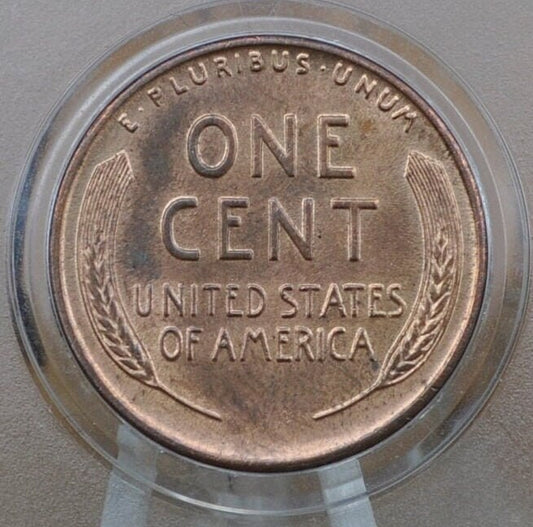 E · PLURIBUS · UNUM
ONE
CENT
UNITED STATES
OF AMERICA